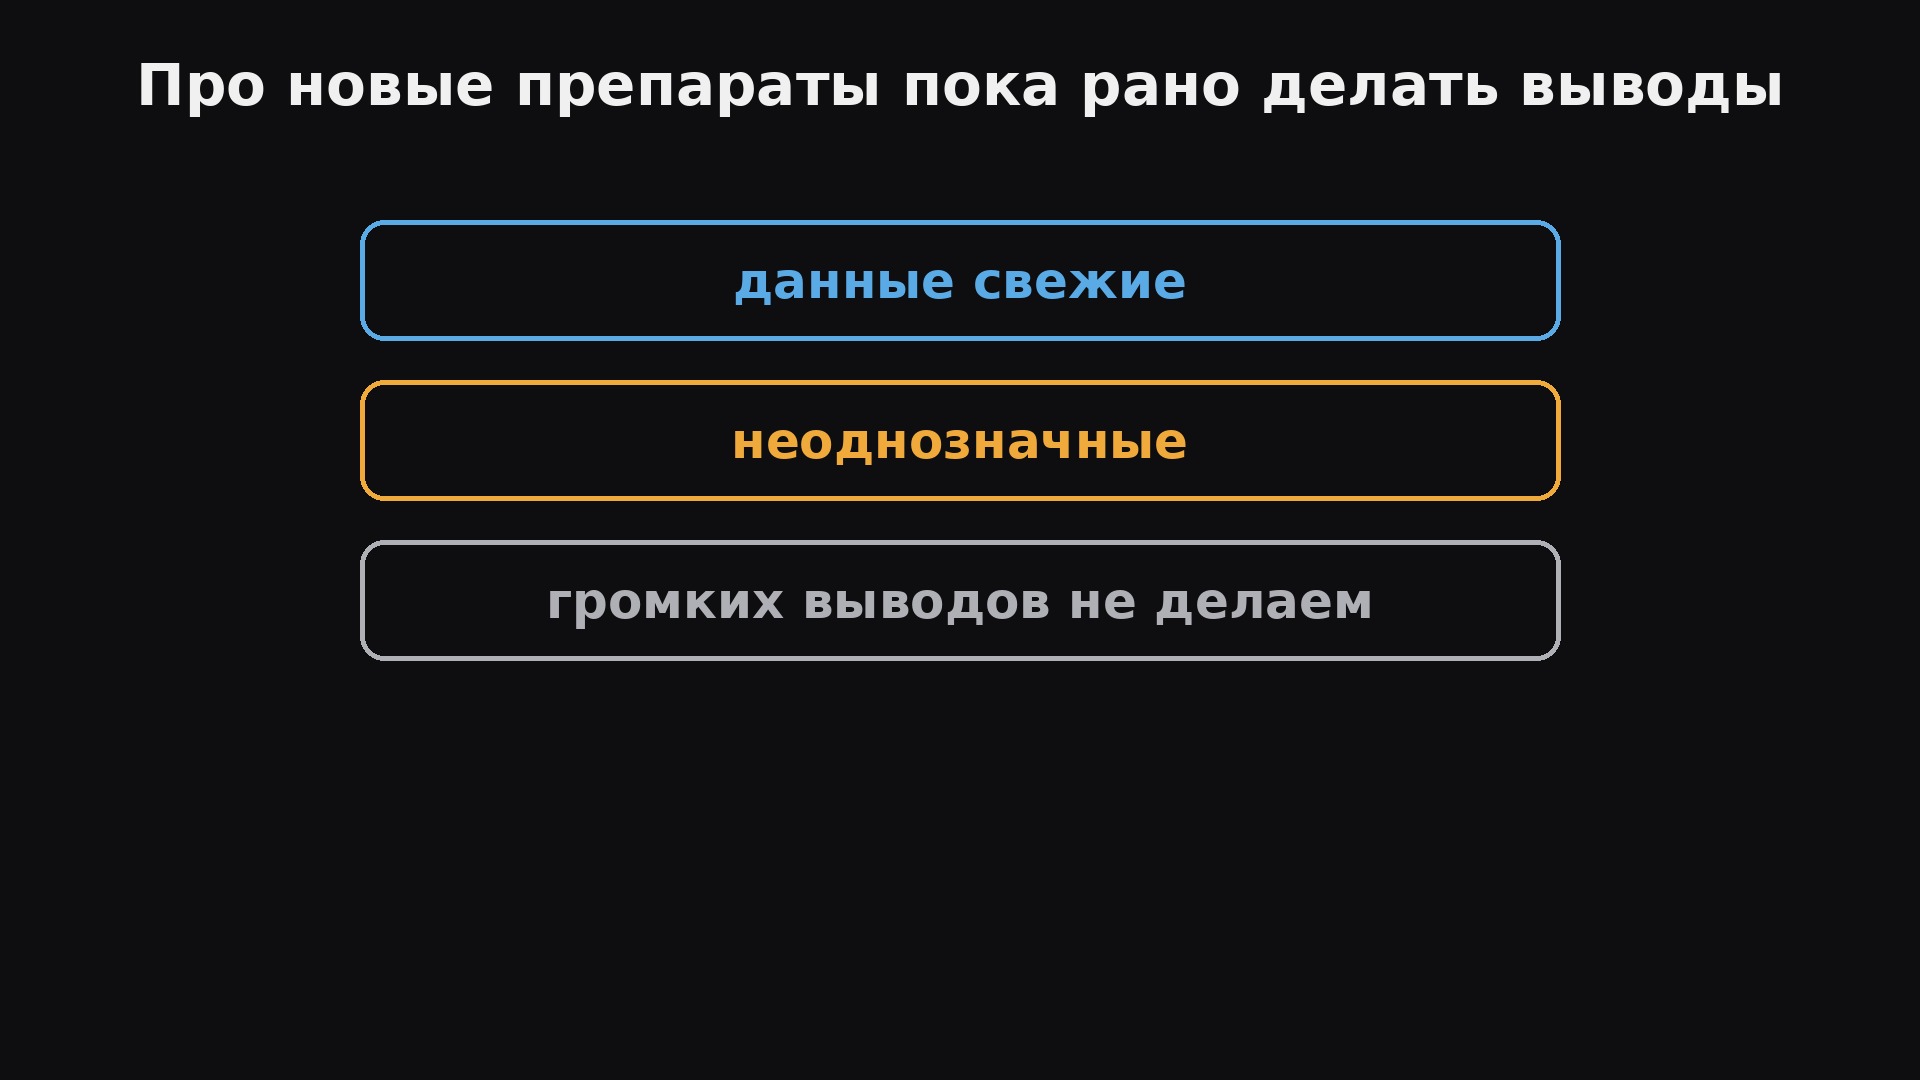 Про новые препараты пока рано делать выводы
данные свежие
неоднозначные
громких выводов не делаем